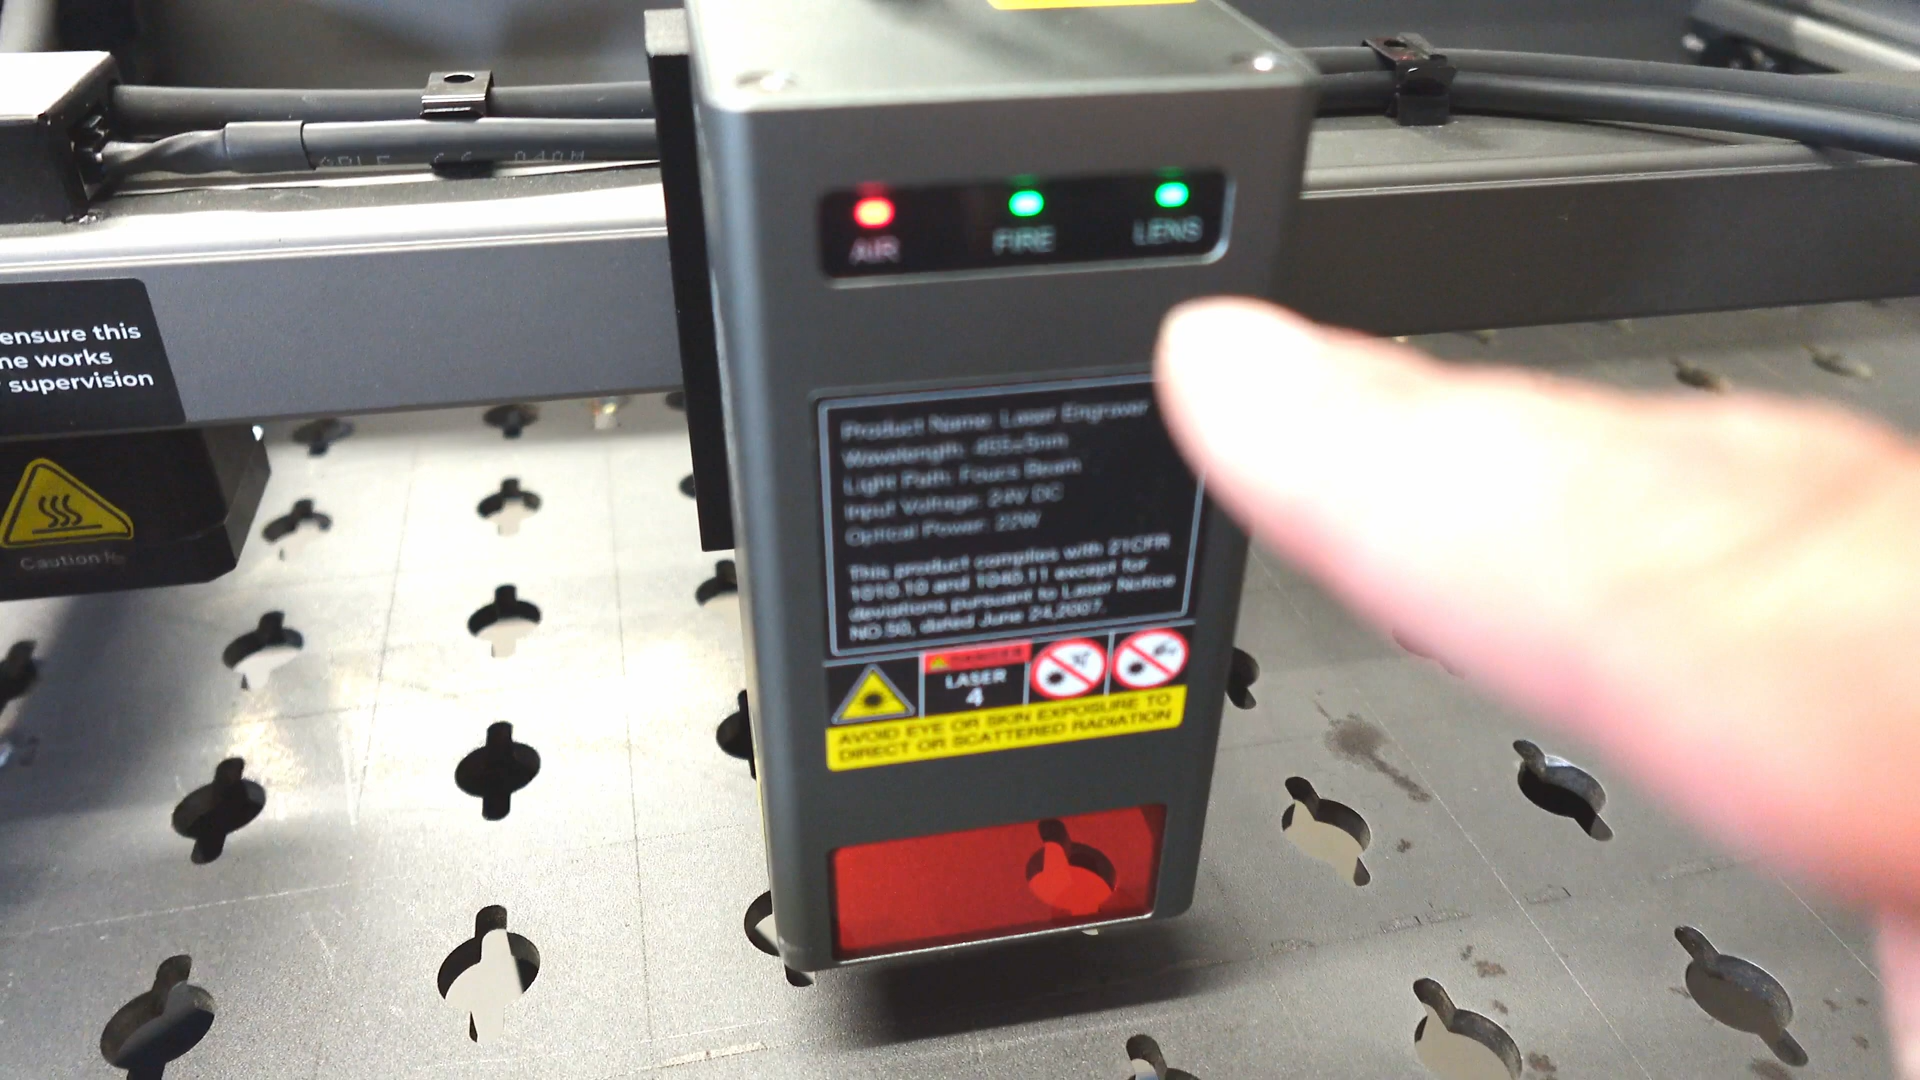 ensure this
ne works
supervision
Caution
AIR
FIRE
LENS
Product Name: Laser Engraver
Wavelength: 455±5nm
Light Path: Foucs Beam
Input Voltage: 24V DC
Optical Power: 22W
This product complies with 21CFR
1010.10 and 1040.11 except for
deviations pursuant to Laser Notice
NO.50, dated June 24,2007.
DANGER
LASER
4
AVOID EYE OR SKIN EXPOSURE TO
DIRECT OR SCATTERED RADIATION